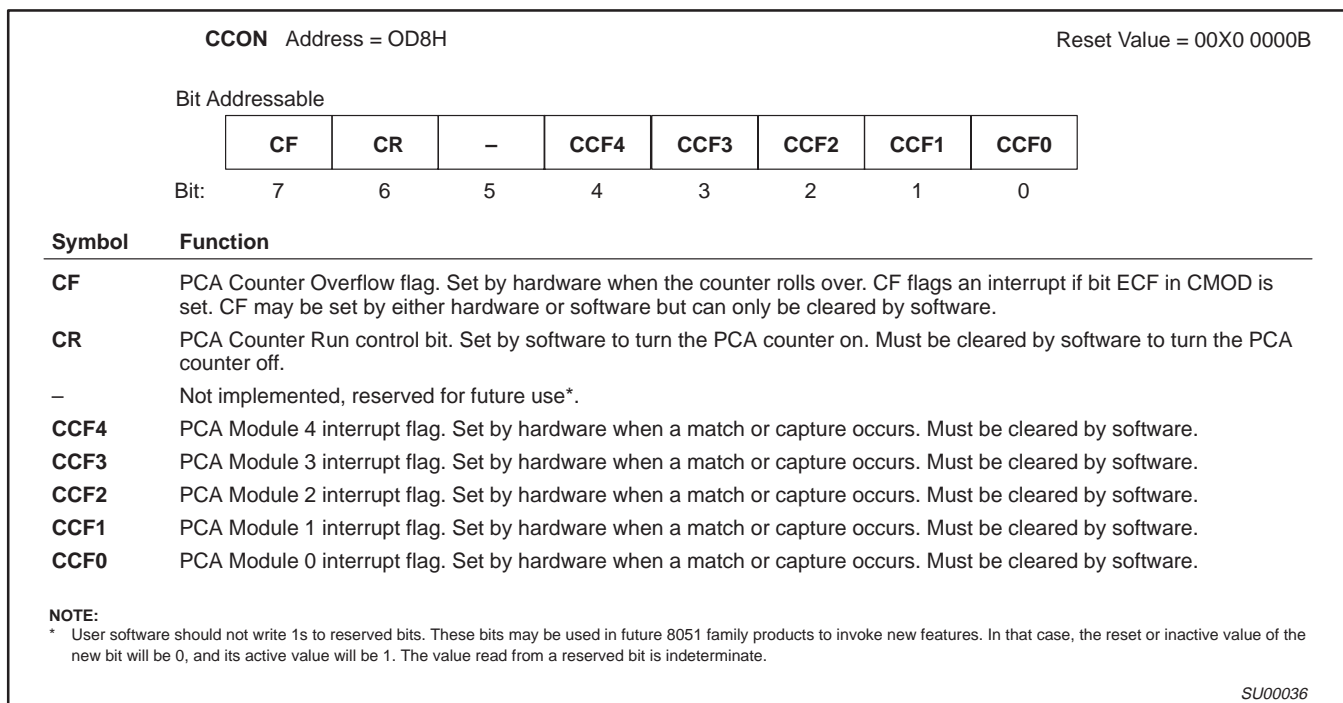 CCON Address = OD8H Reset Value = 00X0 0000B
Bit Addressable
CF CR – CCF4 CCF3 CCF2 CCF1 CCF0
Bit: 7 6 5 4 3 2 1 0
Symbol Function
CF PCA Counter Overflow flag. Set by hardware when the counter rolls over. CF flags an interrupt if bit ECF in CMOD is
set. CF may be set by either hardware or software but can only be cleared by software.
CR PCA Counter Run control bit. Set by software to turn the PCA counter on. Must be cleared by software to turn the PCA
counter off.
– Not implemented, reserved for future use*.
CCF4 PCA Module 4 interrupt flag. Set by hardware when a match or capture occurs. Must be cleared by software.
CCF3 PCA Module 3 interrupt flag. Set by hardware when a match or capture occurs. Must be cleared by software.
CCF2 PCA Module 2 interrupt flag. Set by hardware when a match or capture occurs. Must be cleared by software.
CCF1 PCA Module 1 interrupt flag. Set by hardware when a match or capture occurs. Must be cleared by software.
CCF0 PCA Module 0 interrupt flag. Set by hardware when a match or capture occurs. Must be cleared by software.
NOTE:
* User software should not write 1s to reserved bits. These bits may be used in future 8051 family products to invoke new features. In that case, the reset or inactive value of the
new bit will be 0, and its active value will be 1. The value read from a reserved bit is indeterminate.
SU00036